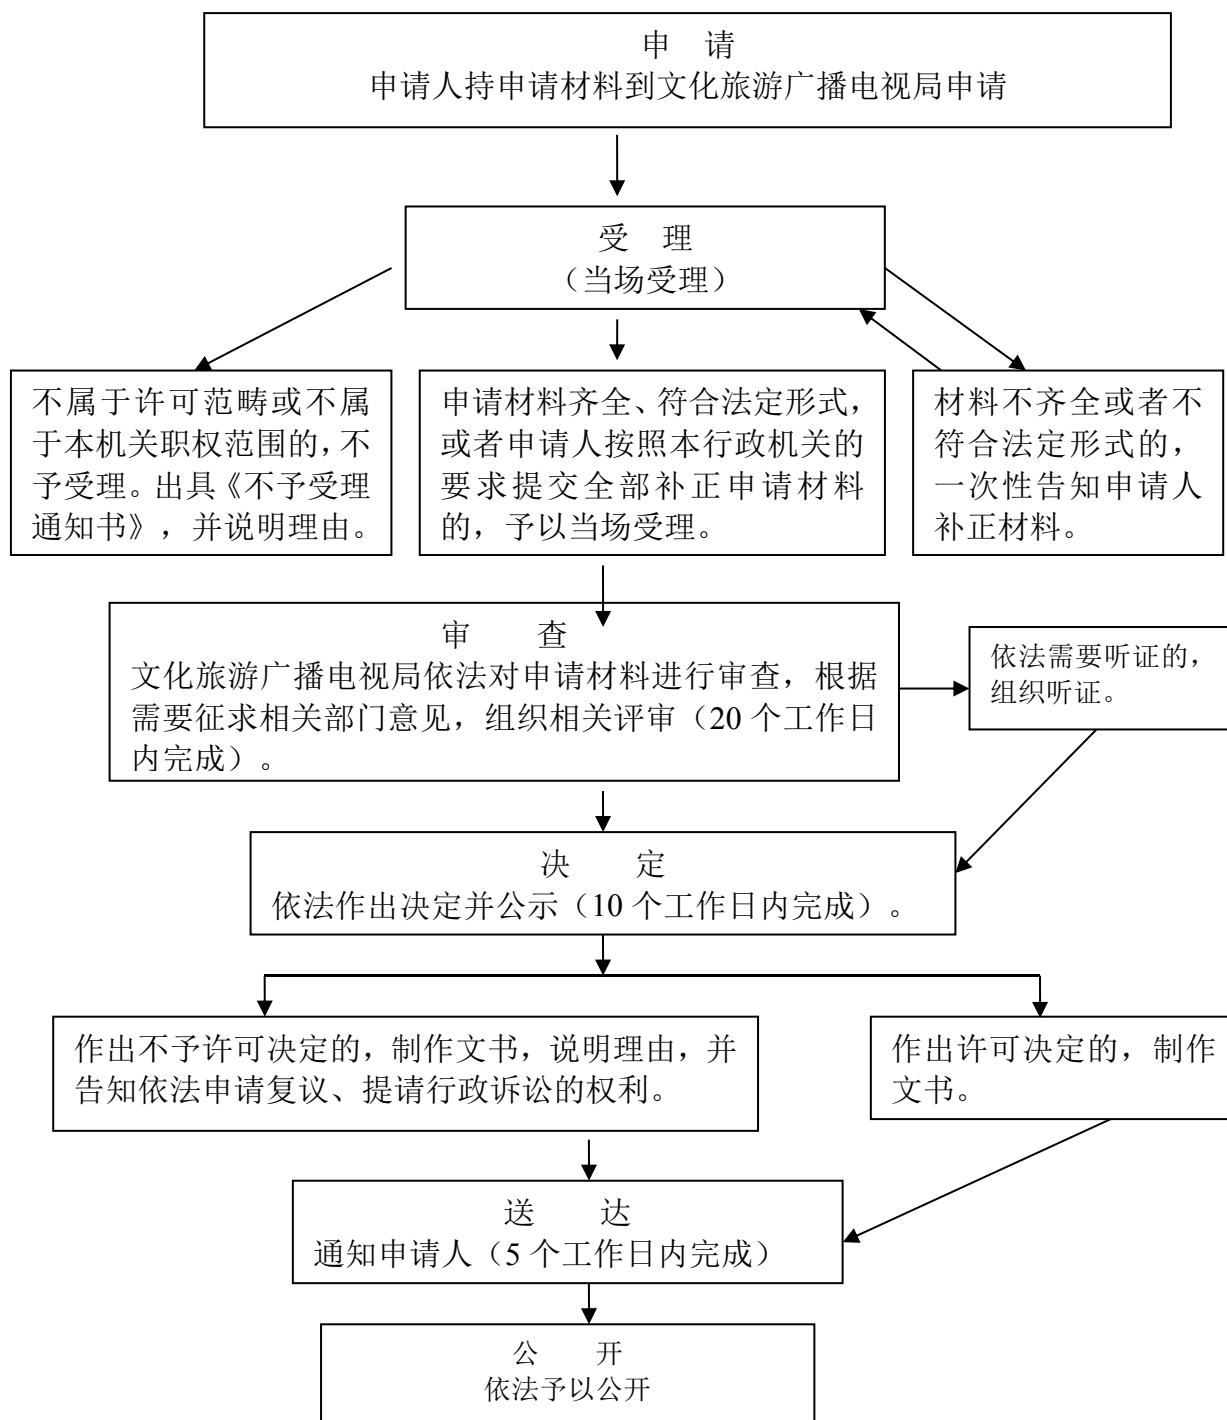 申 请
申请人持申请材料到文化旅游广播电视局申请
受 理
（当场受理）
不属于许可范畴或不属
于本机关职权范围的，不
予受理。出具《不予受理
通知书》，并说明理由。
申请材料齐全、符合法定形式，
或者申请人按照本行政机关的
要求提交全部补正申请材料
的，予以当场受理。
材料不齐全或者不
符合法定形式的，
一次性告知申请人
补正材料。
审 查
文化旅游广播电视局依法对申请材料进行审查，根据
需要征求相关部门意见，组织相关评审（20 个工作日
内完成）。
依法需要听证的，
组织听证。
决 定
依法作出决定并公示（10 个工作日内完成）。
作出不予许可决定的，制作文书，说明理由，并
告知依法申请复议、提请行政诉讼的权利。
作出许可决定的，制作
文书。
送 达
通知申请人（5 个工作日内完成）
公 开
依法予以公开